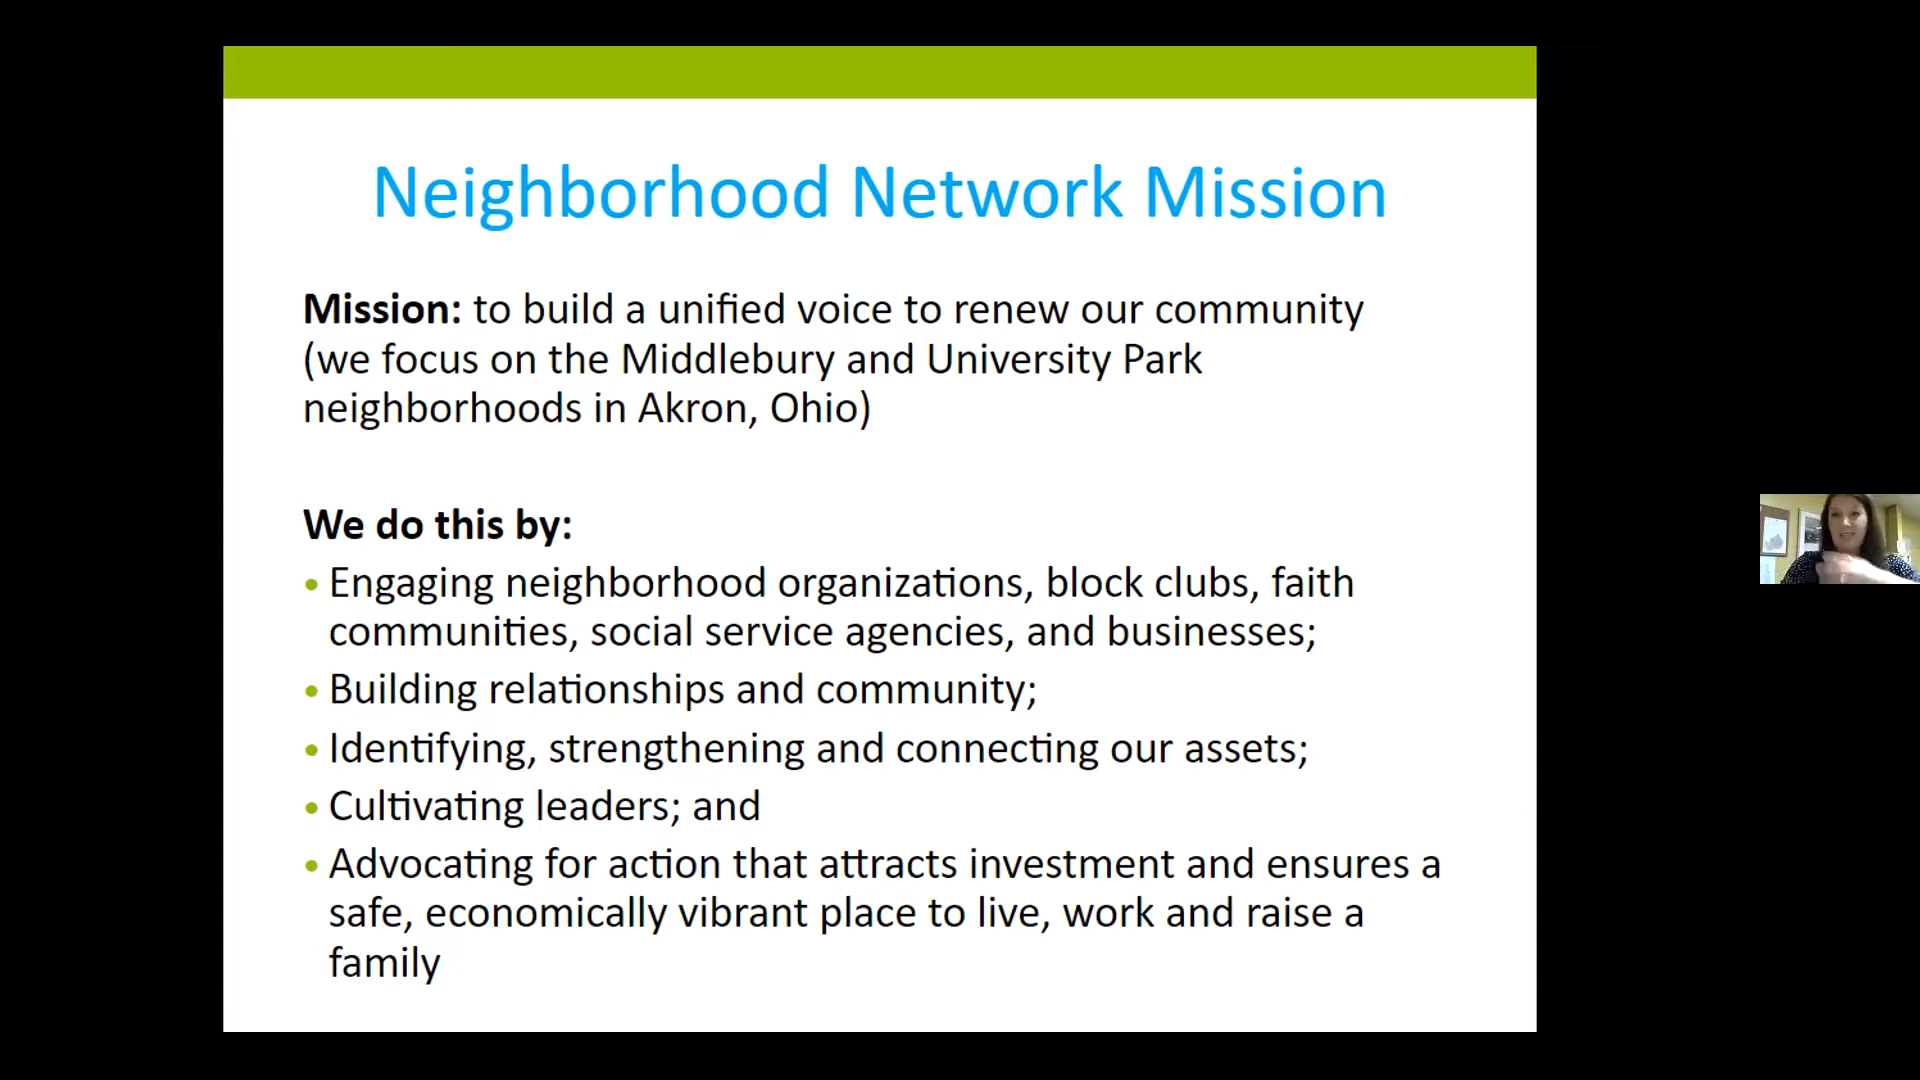 Neighborhood Network Mission
Mission: to build a unified voice to renew our community
(we focus on the Middlebury and University Park
neighborhoods in Akron, Ohio)
We do this by:
• Engaging neighborhood organizations, block clubs, faith
communities, social service agencies, and businesses;
• Building relationships and community;
• Identifying, strengthening and connecting our assets;
• Cultivating leaders; and
• Advocating for action that attracts investment and ensures a
safe, economically vibrant place to live, work and raise a
family